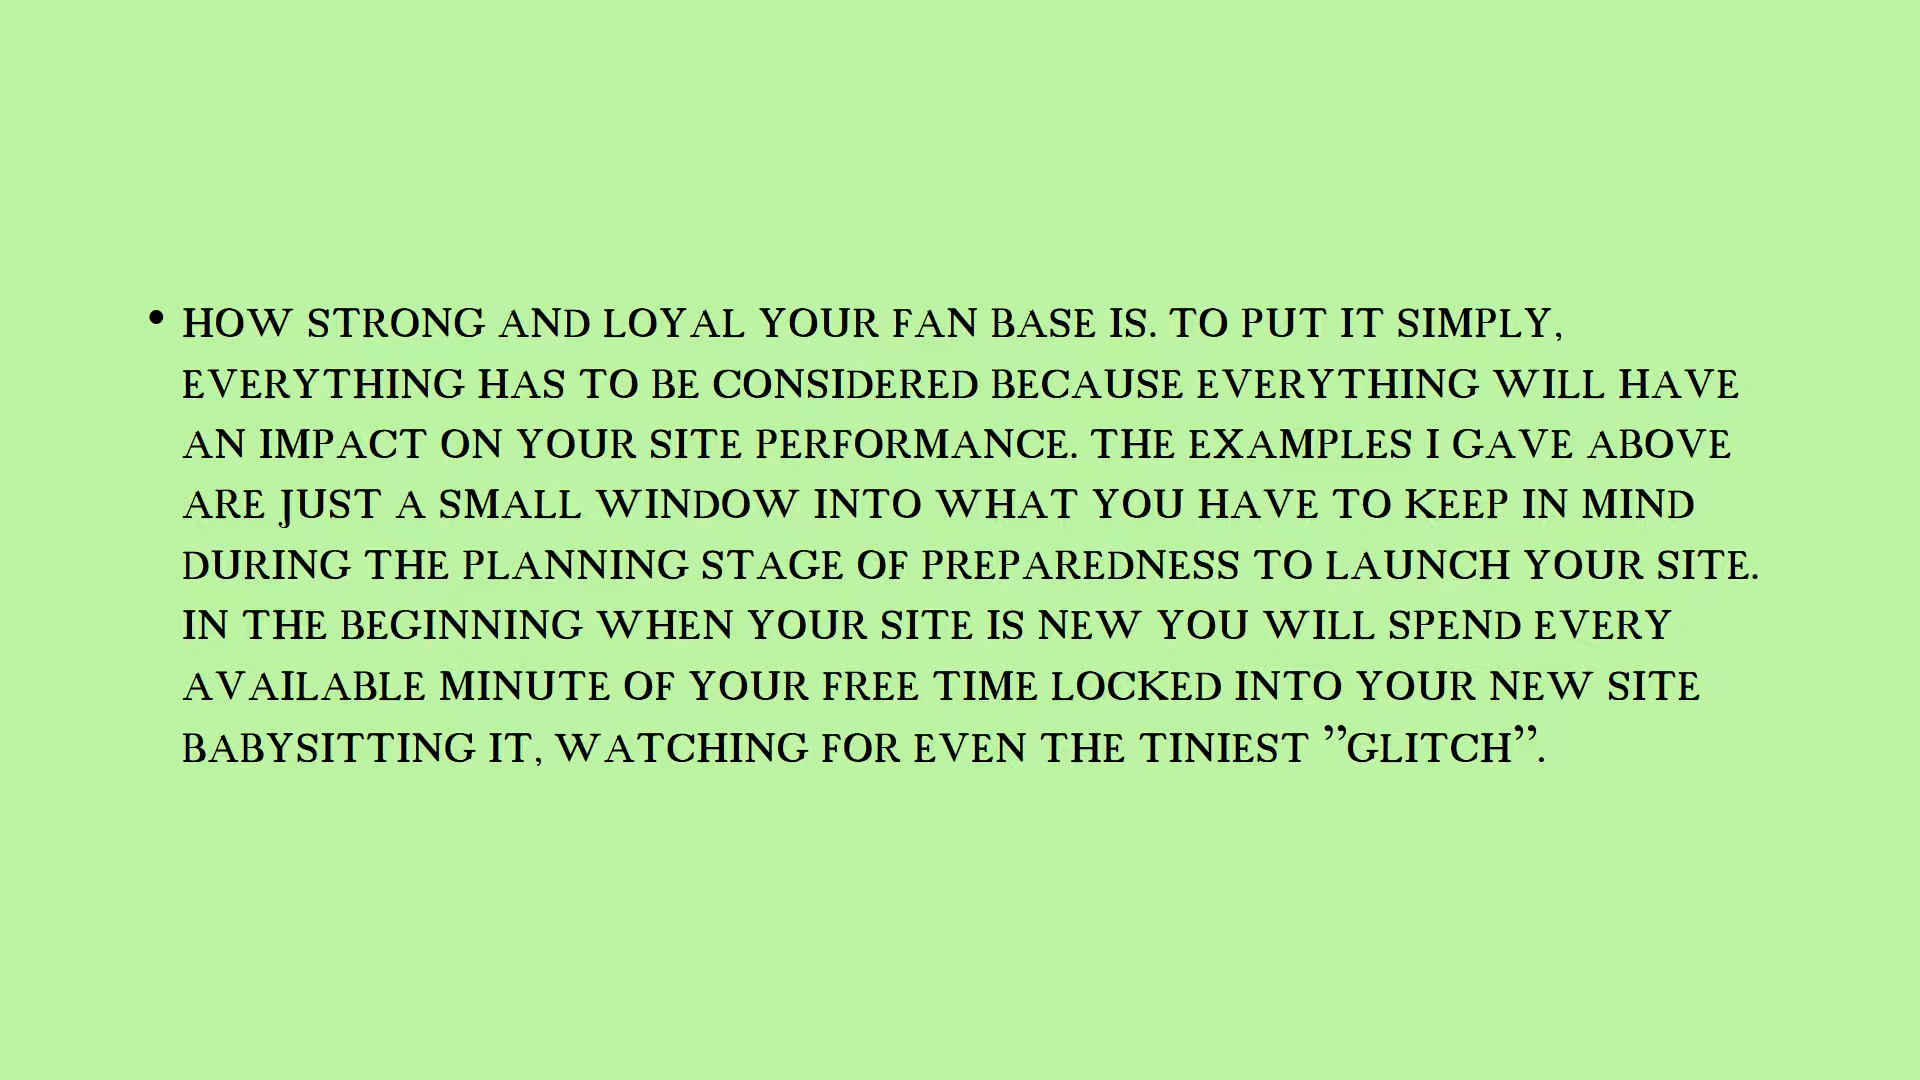 • HOW STRONG AND LOYAL YOUR FAN BASE IS. TO PUT IT SIMPLY,
EVERYTHING HAS TO BE CONSIDERED BECAUSE EVERYTHING WILL HAVE
AN IMPACT ON YOUR SITE PERFORMANCE. THE EXAMPLES I GAVE ABOVE
ARE JUST A SMALL WINDOW INTO WHAT YOU HAVE TO KEEP IN MIND
DURING THE PLANNING STAGE OF PREPAREDNESS TO LAUNCH YOUR SITE.
IN THE BEGINNING WHEN YOUR SITE IS NEW YOU WILL SPEND EVERY
AVAILABLE MINUTE OF YOUR FREE TIME LOCKED INTO YOUR NEW SITE
BABYSITTING IT, WATCHING FOR EVEN THE TINIEST ”GLITCH”.